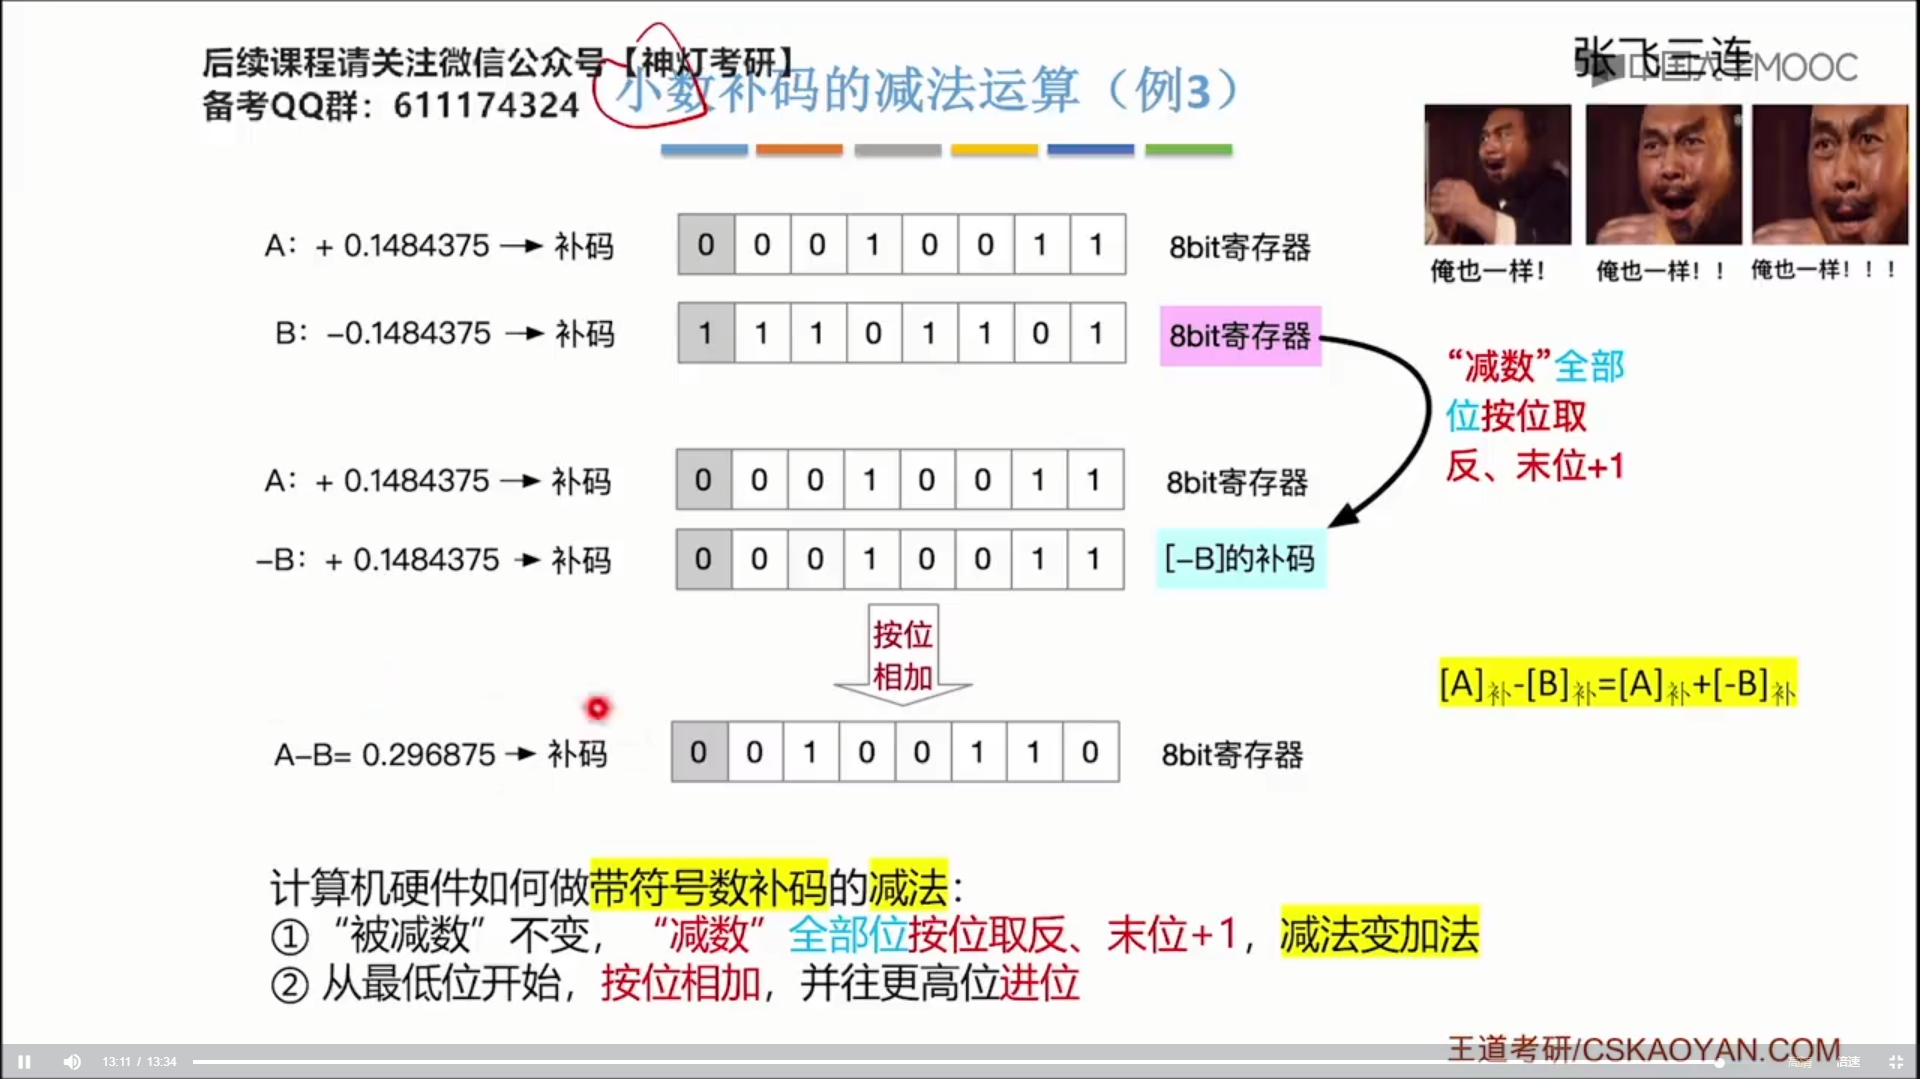 后续课程请关注微信公众号【神灯考研】
备考QQ群：611174324
小数补码的减法运算（例3）
张飞三连
中国大学MOOC
俺也一样！
俺也一样！！
俺也一样！！！
A：+ 0.1484375 → 补码 0 0 0 1 0 0 1 1 8bit寄存器
B：-0.1484375 → 补码 1 1 1 0 1 1 0 1 8bit寄存器
“减数”全部
位按位取
反、末位+1
A：+ 0.1484375 → 补码 0 0 0 1 0 0 1 1 8bit寄存器
-B：+ 0.1484375 → 补码 0 0 0 1 0 0 1 1 [-B]的补码
按位
相加
[A]补-[B]补=[A]补+[-B]补
A-B= 0.296875 → 补码 0 0 1 0 0 1 1 0 8bit寄存器
计算机硬件如何做带符号数补码的减法：
① “被减数”不变，“减数”全部位按位取反、末位+1，减法变加法
② 从最低位开始，按位相加，并往更高位进位
王道考研/CSKAOYAN.COM
13:11 / 13:34
高清 倍速